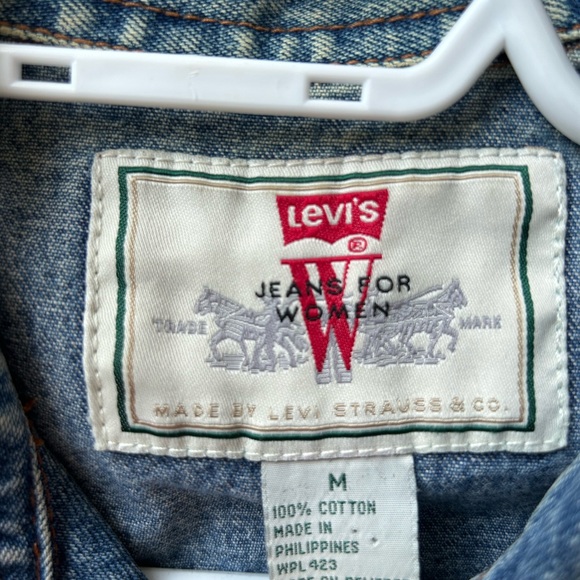 Levi's
®
JEANS FOR
WOMEN
TRADE MARK
W
MADE BY LEVI STRAUSS & CO.
M
100% COTTON
MADE IN
PHILIPPINES
WPL 423